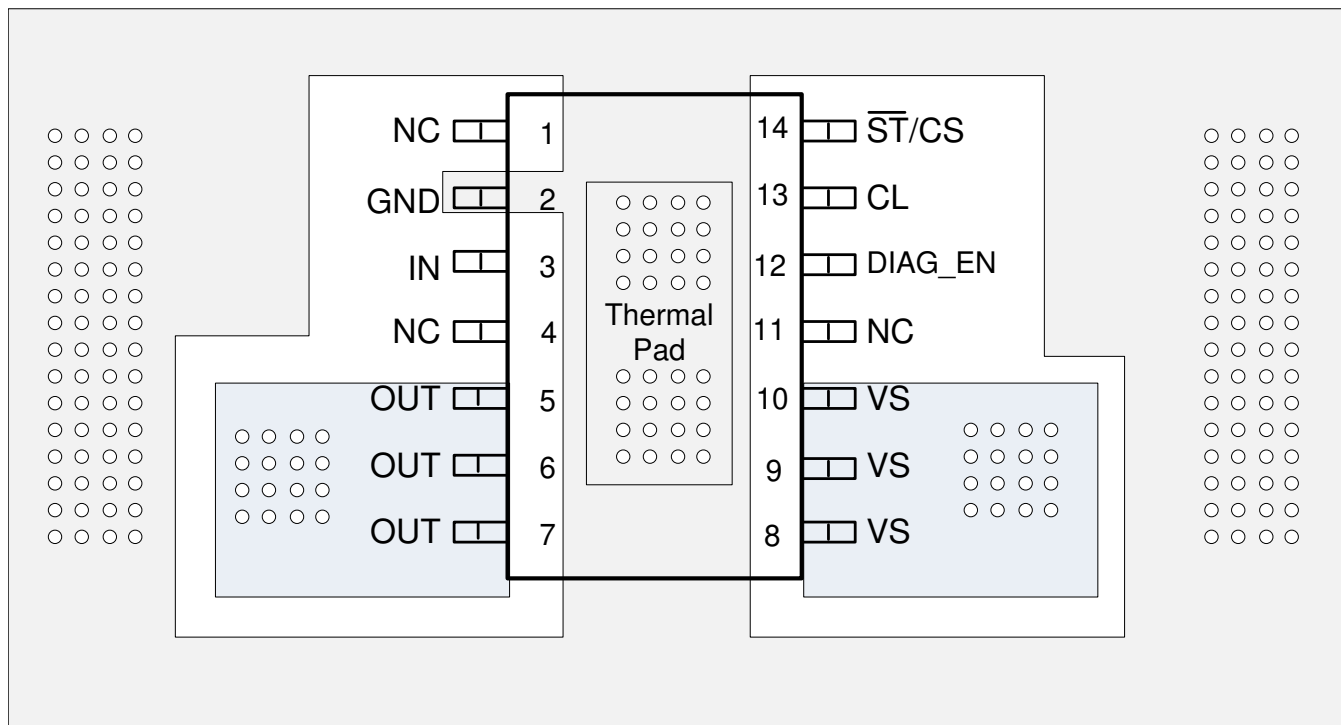 NC 1 14 S̅T̅/CS
GND 2 13 CL
IN 3 12 DIAG_EN
Thermal
Pad
NC 4 11 NC
OUT 5 10 VS
OUT 6 9 VS
OUT 7 8 VS